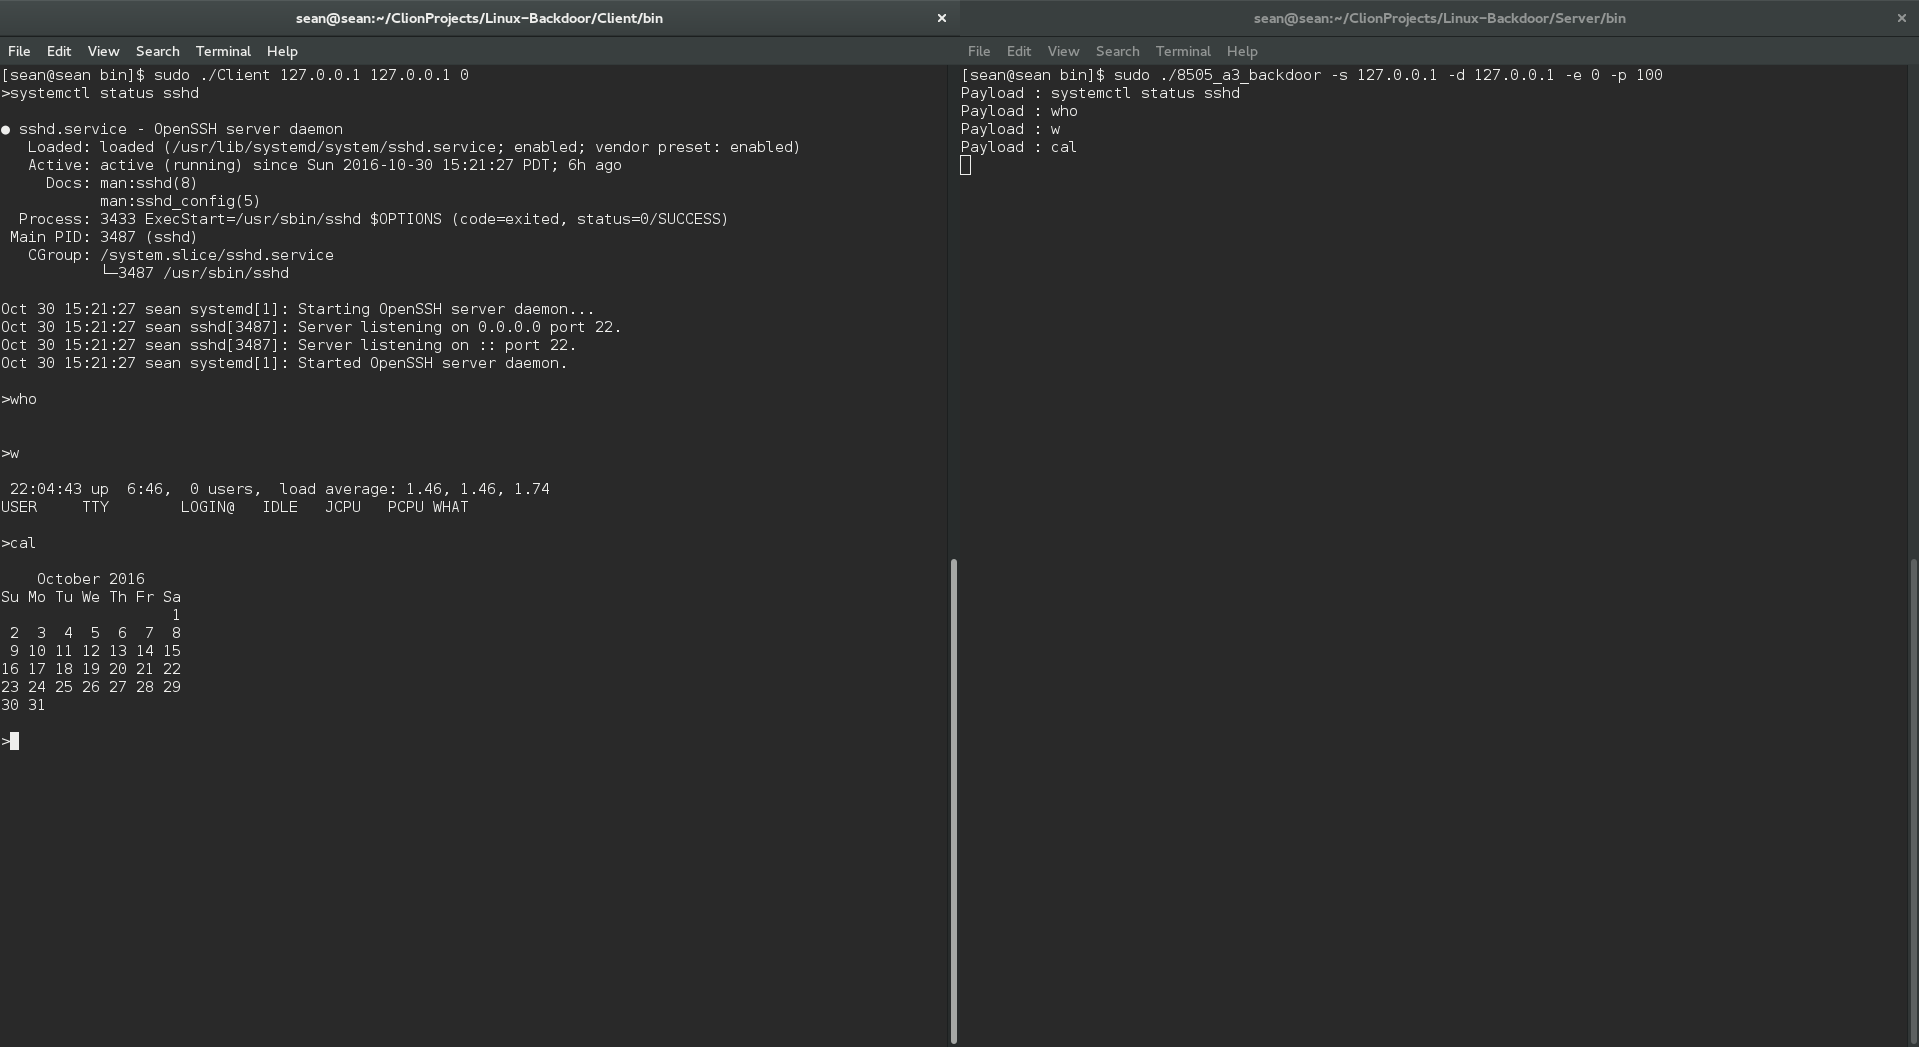 sean@sean:~/ClionProjects/Linux-Backdoor/Client/bin ×
File Edit View Search Terminal Help
[sean@sean bin]$ sudo ./Client 127.0.0.1 127.0.0.1 0
>systemctl status sshd

● sshd.service - OpenSSH server daemon
   Loaded: loaded (/usr/lib/systemd/system/sshd.service; enabled; vendor preset: enabled)
   Active: active (running) since Sun 2016-10-30 15:21:27 PDT; 6h ago
     Docs: man:sshd(8)
           man:sshd_config(5)
  Process: 3433 ExecStart=/usr/sbin/sshd $OPTIONS (code=exited, status=0/SUCCESS)
 Main PID: 3487 (sshd)
   CGroup: /system.slice/sshd.service
           └─3487 /usr/sbin/sshd

Oct 30 15:21:27 sean systemd[1]: Starting OpenSSH server daemon...
Oct 30 15:21:27 sean sshd[3487]: Server listening on 0.0.0.0 port 22.
Oct 30 15:21:27 sean sshd[3487]: Server listening on :: port 22.
Oct 30 15:21:27 sean systemd[1]: Started OpenSSH server daemon.

>who

>w

 22:04:43 up  6:46,  0 users,  load average: 1.46, 1.46, 1.74
USER     TTY        LOGIN@   IDLE   JCPU   PCPU WHAT

>cal

    October 2016
Su Mo Tu We Th Fr Sa
                   1
 2  3  4  5  6  7  8
 9 10 11 12 13 14 15
16 17 18 19 20 21 22
23 24 25 26 27 28 29
30 31

>
sean@sean:~/ClionProjects/Linux-Backdoor/Server/bin ×
File Edit View Search Terminal Help
[sean@sean bin]$ sudo ./8505_a3_backdoor -s 127.0.0.1 -d 127.0.0.1 -e 0 -p 100
Payload : systemctl status sshd
Payload : who
Payload : w
Payload : cal